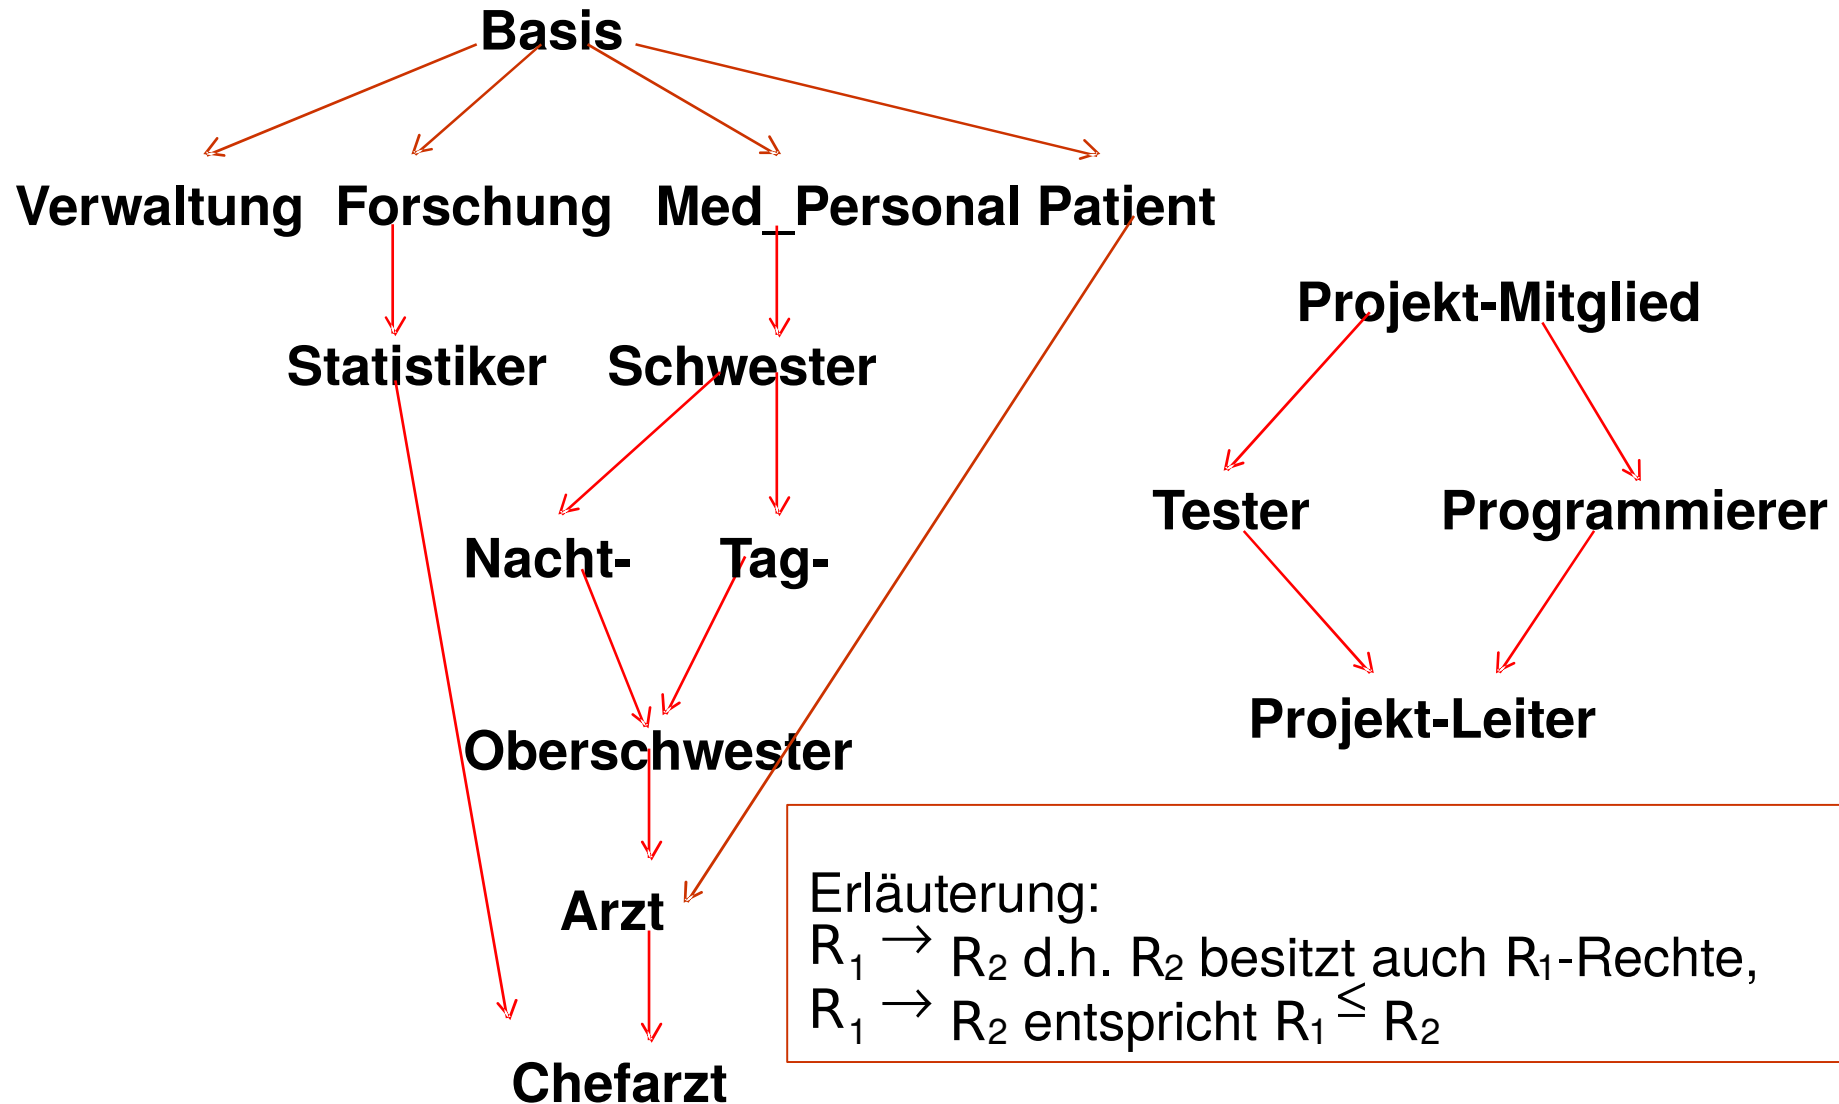 Basis
Verwaltung Forschung Med_Personal Patient
Projekt-Mitglied
Statistiker Schwester
Tester Programmierer
Nacht- Tag-
Projekt-Leiter
Oberschwester
Erläuterung:
Arzt
R1 → R2 d.h. R2 besitzt auch R1-Rechte,
R1 → R2 entspricht R1 ≤ R2
Chefarzt